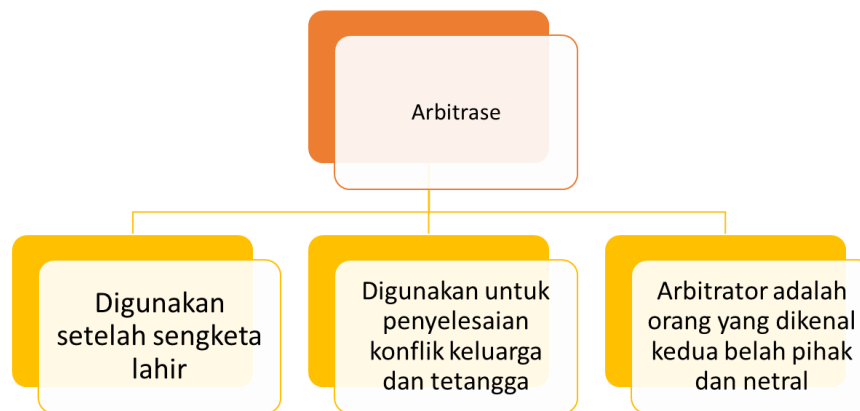 Arbitrase
Digunakan
setelah sengketa
lahir
Digunakan untuk
penyelesaian
konflik keluarga
dan tetangga
Arbitrator adalah
orang yang dikenal
kedua belah pihak
dan netral